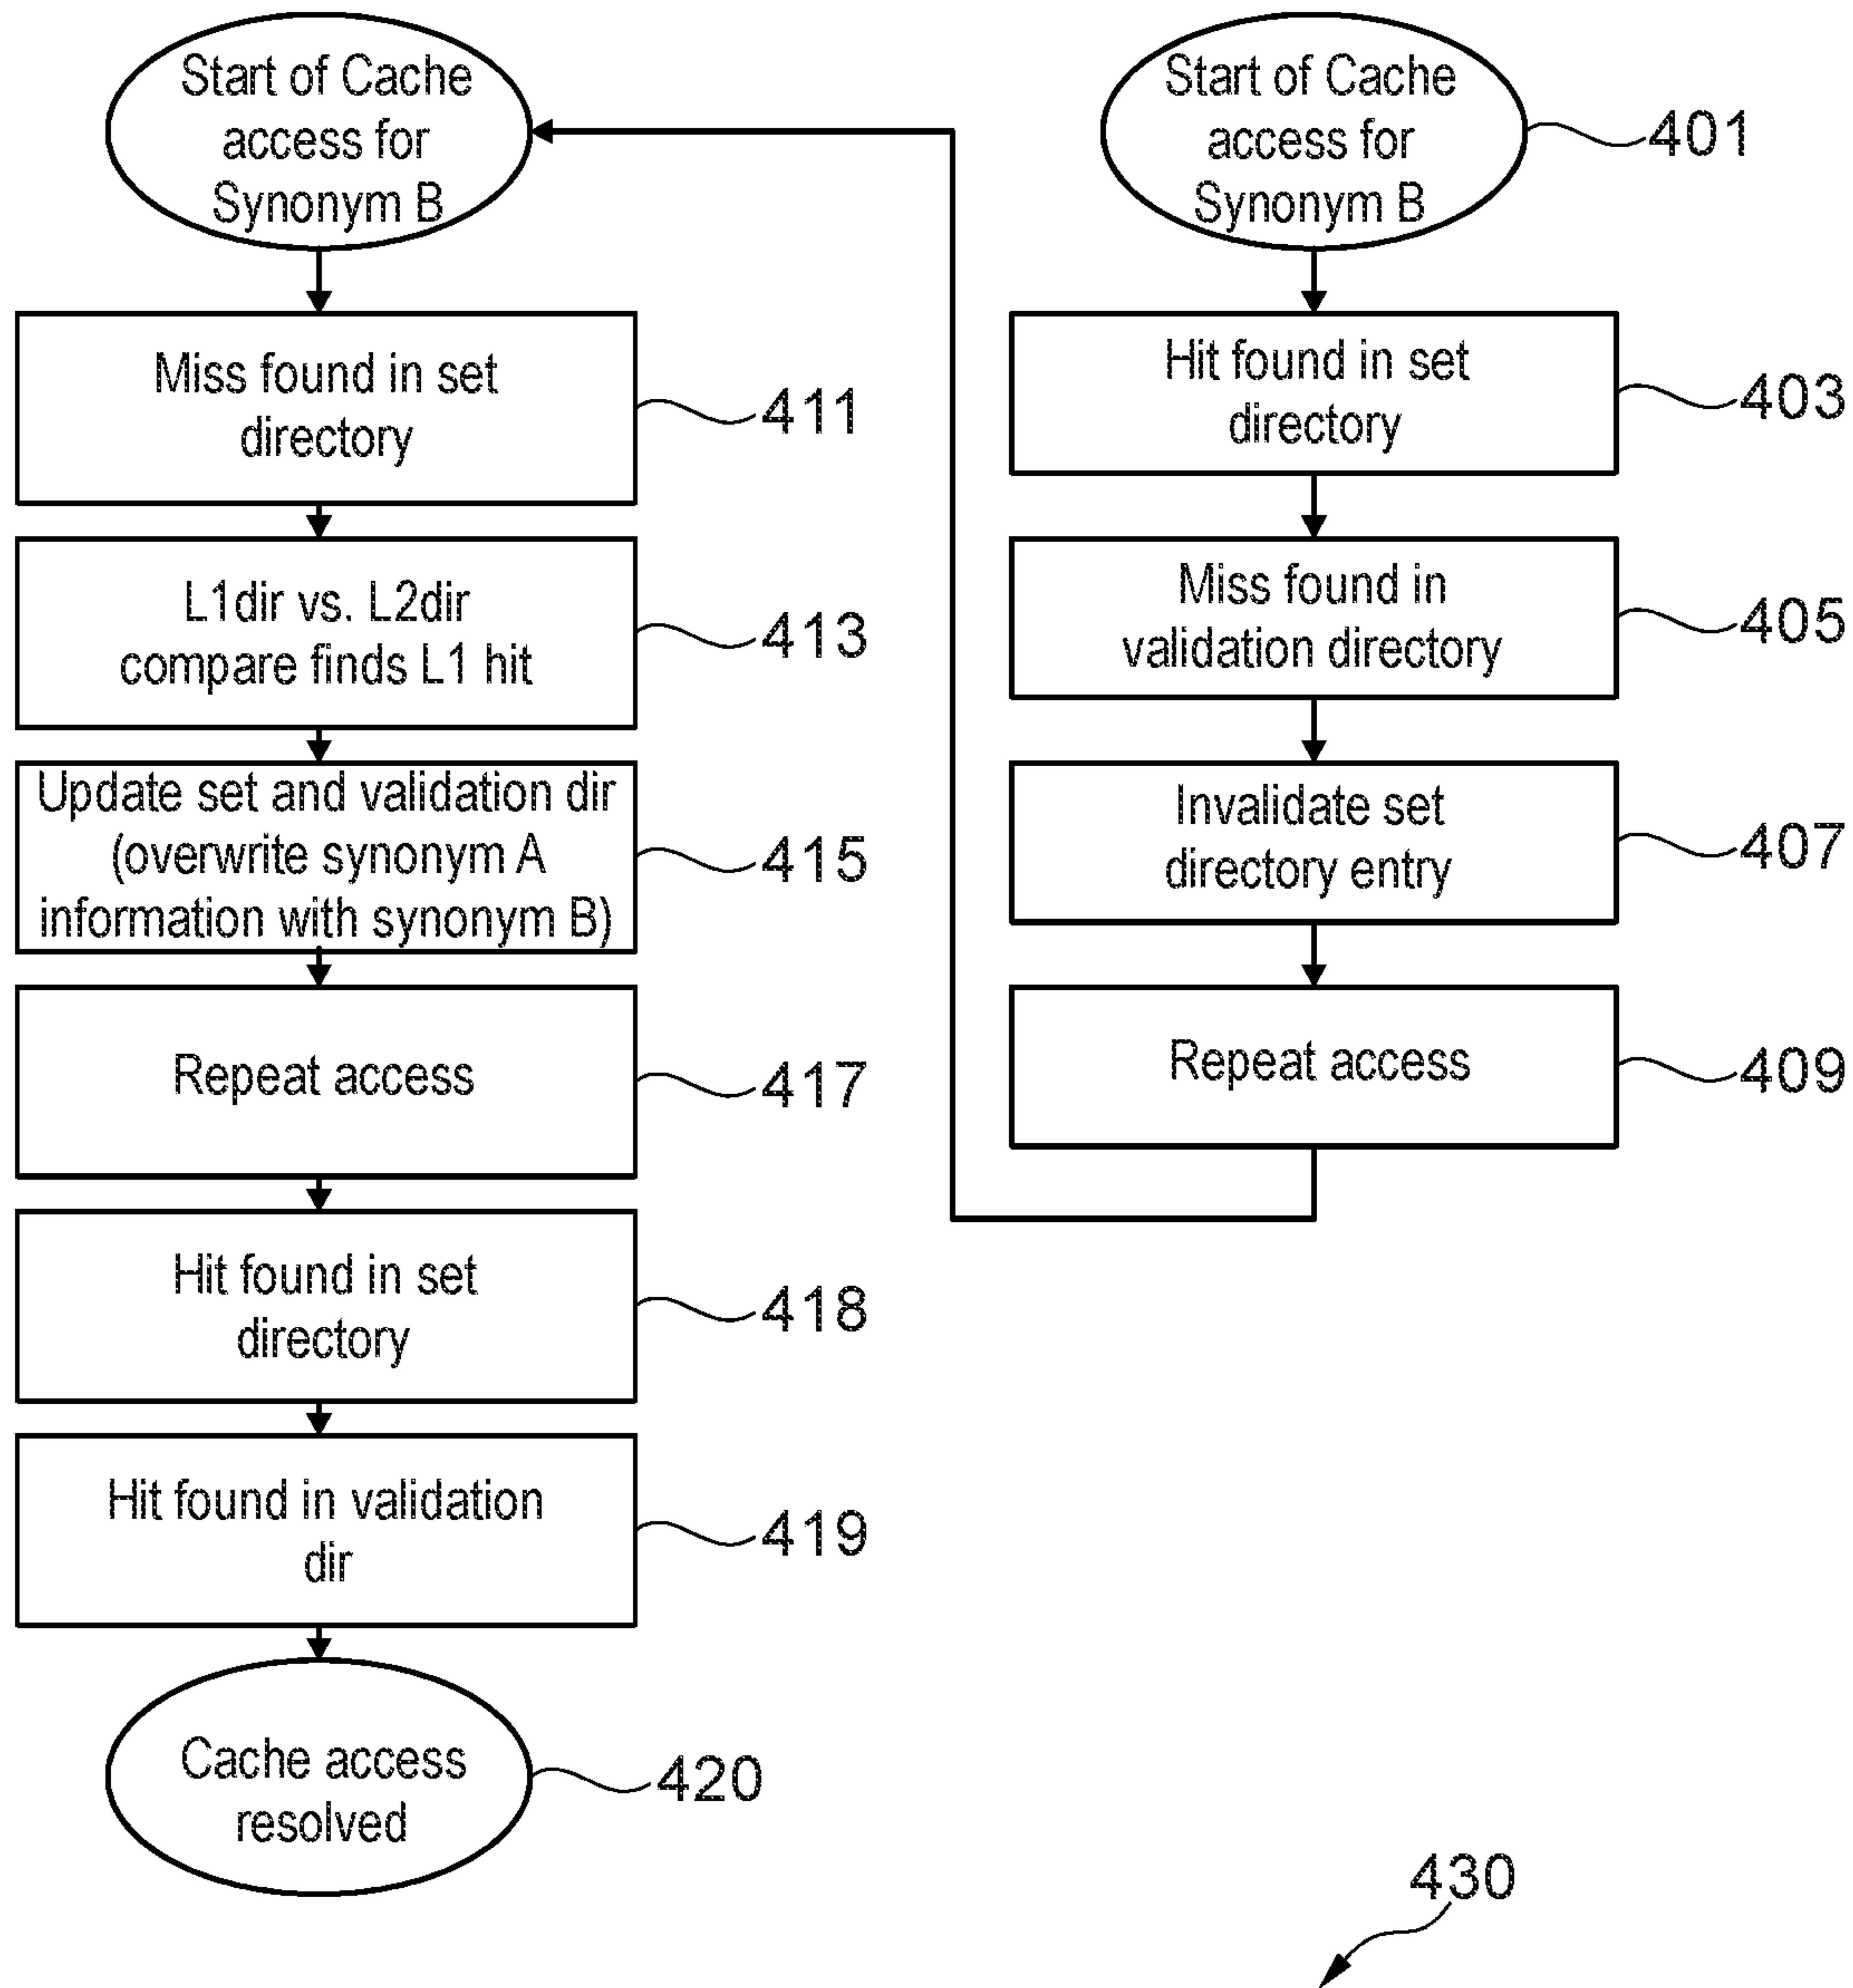 Start of Cache
access for
Synonym B
Miss found in set
directory
411
L1dir vs. L2dir
compare finds L1 hit
413
Update set and validation dir
(overwrite synonym A
information with synonym B)
415
Repeat access
417
Hit found in set
directory
418
Hit found in validation
dir
419
Cache access
resolved
420
Start of Cache
access for
Synonym B
401
Hit found in set
directory
403
Miss found in
validation directory
405
Invalidate set
directory entry
407
Repeat access
409
430